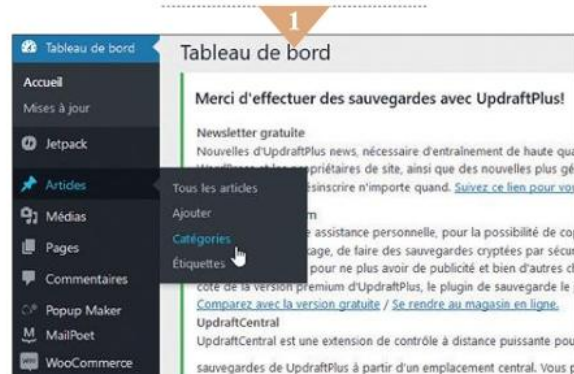 1
Tableau de bord
Tableau de bord
Accueil
Mises à jour
Jetpack
Articles
Tous les articles
Ajouter
Catégories
Étiquettes
Médias
Pages
Commentaires
Popup Maker
MailPoet
WooCommerce
Merci d'effectuer des sauvegardes avec UpdraftPlus!
Newsletter gratuite
Nouvelles d'UpdraftPlus news, nécessaire d'entraînement de haute qua
propriétaires de site, ainsi que des nouvelles plus gé
ésinscrire n'importe quand. Suivez ce lien pour vou
m
e assistance personnelle, pour la possibilité de cop
kage, de faire des sauvegardes cryptées par sécur
pour ne plus avoir de publicité et bien d'autres ch
côté de la version premium d'UpdraftPlus, le plugin de sauvegarde le
Comparez avec la version gratuite / Se rendre au magasin en ligne.
UpdraftCentral
UpdraftCentral est une extension de contrôle à distance puissante pou
sauvegardes de UpdraftPlus à partir d'un emplacement central. Vous p